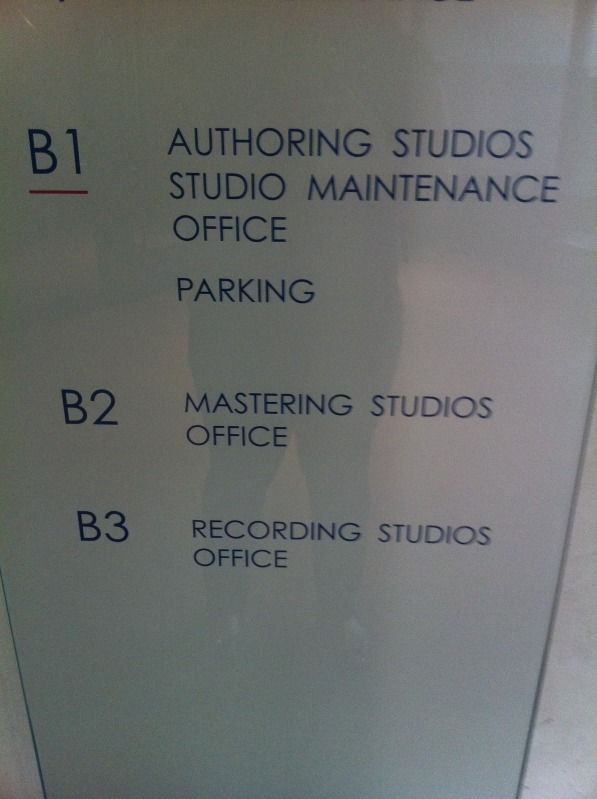 B1 AUTHORING STUDIOS
STUDIO MAINTENANCE
OFFICE
PARKING
B2 MASTERING STUDIOS
OFFICE
B3 RECORDING STUDIOS
OFFICE